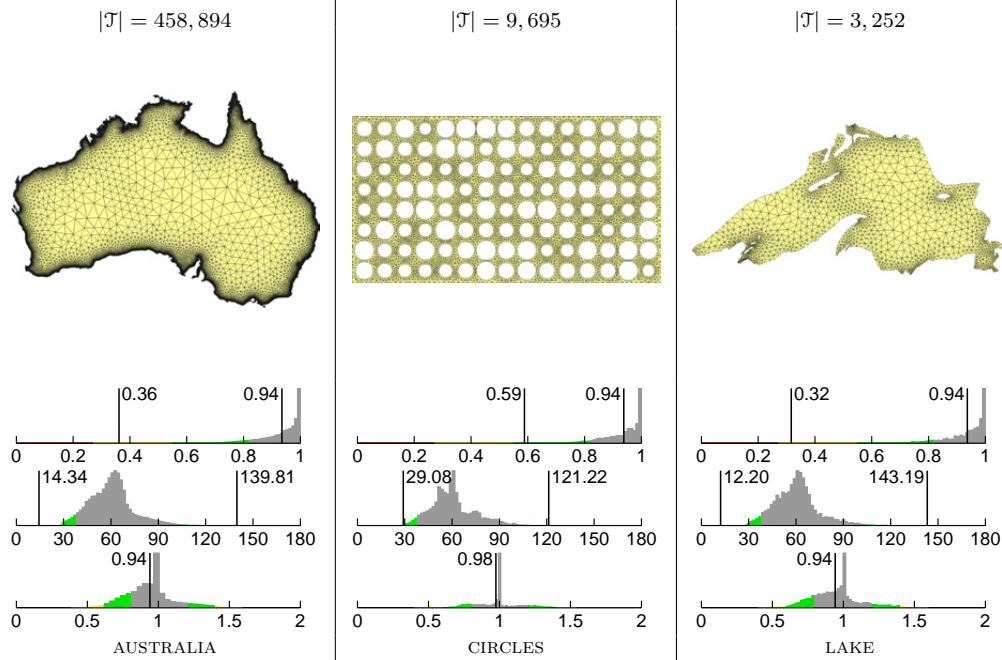 |𝒯| = 458, 894
0.36 0.94
0 0.2 0.4 0.6 0.8 1
14.34 139.81
0 30 60 90 120 150 180
0.94
0 0.5 1 1.5 2
AUSTRALIA
|𝒯| = 9, 695
0.59 0.94
0 0.2 0.4 0.6 0.8 1
29.08 121.22
0 30 60 90 120 150 180
0.98
0 0.5 1 1.5 2
CIRCLES
|𝒯| = 3, 252
0.32 0.94
0 0.2 0.4 0.6 0.8 1
12.20 143.19
0 30 60 90 120 150 180
0.94
0 0.5 1 1.5 2
LAKE